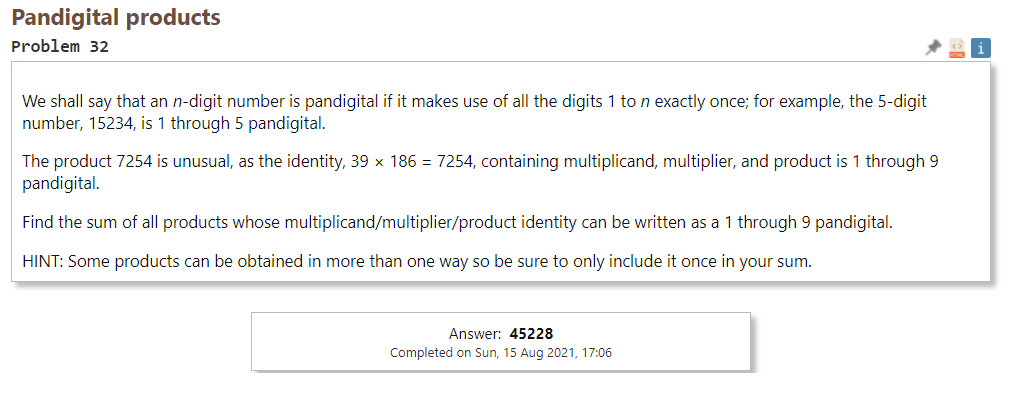 Pandigital products
Problem 32
We shall say that an n-digit number is pandigital if it makes use of all the digits 1 to n exactly once; for example, the 5-digit
number, 15234, is 1 through 5 pandigital.
The product 7254 is unusual, as the identity, 39 × 186 = 7254, containing multiplicand, multiplier, and product is 1 through 9
pandigital.
Find the sum of all products whose multiplicand/multiplier/product identity can be written as a 1 through 9 pandigital.
HINT: Some products can be obtained in more than one way so be sure to only include it once in your sum.
Answer: 45228
Completed on Sun, 15 Aug 2021, 17:06